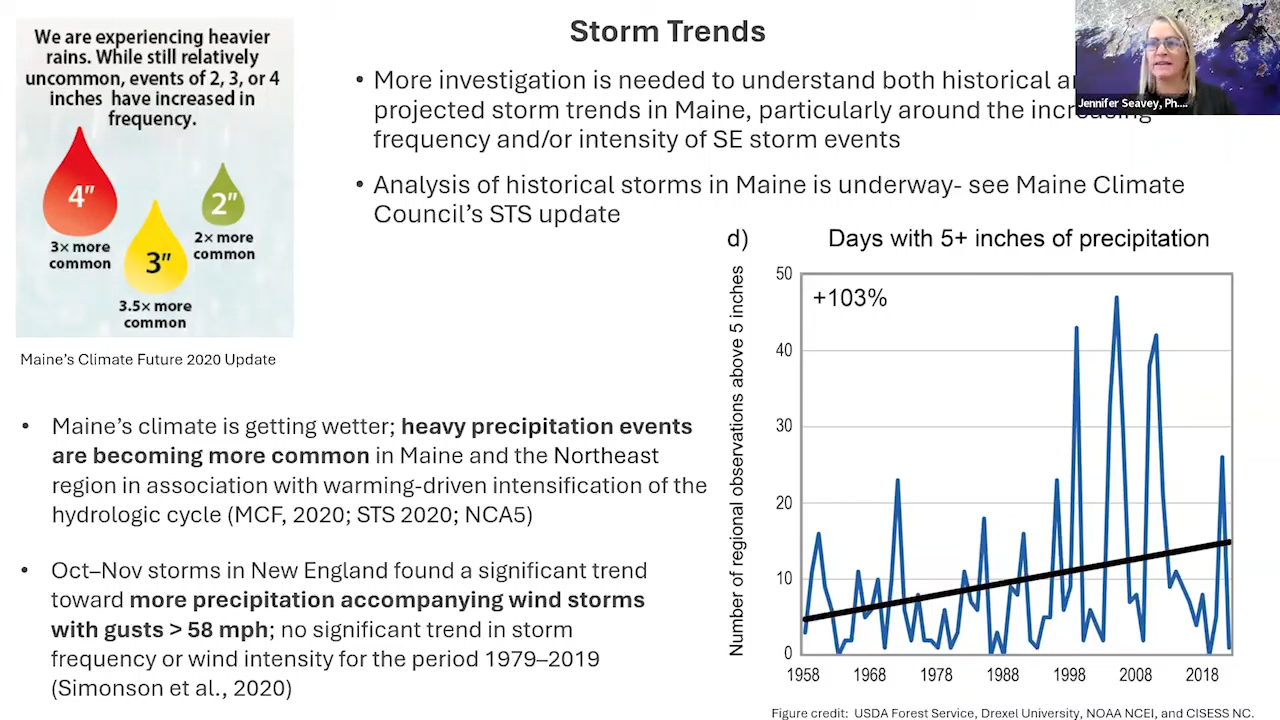 Storm Trends
We are experiencing heavier
rains. While still relatively
uncommon, events of 2, 3, or 4
inches have increased in
frequency.
4"
3x more
common
3"
3.5x more
common
2"
2x more
common
Maine's Climate Future 2020 Update
• More investigation is needed to understand both historical
projected storm trends in Maine, particularly around the increasing
frequency and/or intensity of SE storm events
• Analysis of historical storms in Maine is underway- see Maine Climate
Council's STS update
Jennifer Seavey, Ph....
• Maine's climate is getting wetter; heavy precipitation events
are becoming more common in Maine and the Northeast
region in association with warming-driven intensification of the
hydrologic cycle (MCF, 2020; STS 2020; NCA5)
• Oct–Nov storms in New England found a significant trend
toward more precipitation accompanying wind storms
with gusts > 58 mph; no significant trend in storm
frequency or wind intensity for the period 1979–2019
(Simonson et al., 2020)
d) Days with 5+ inches of precipitation
+103%
Number of regional observations above 5 inches
50
40
30
20
10
0
1958 1968 1978 1988 1998 2008 2018
Figure credit: USDA Forest Service, Drexel University, NOAA NCEI, and CISESS NC.